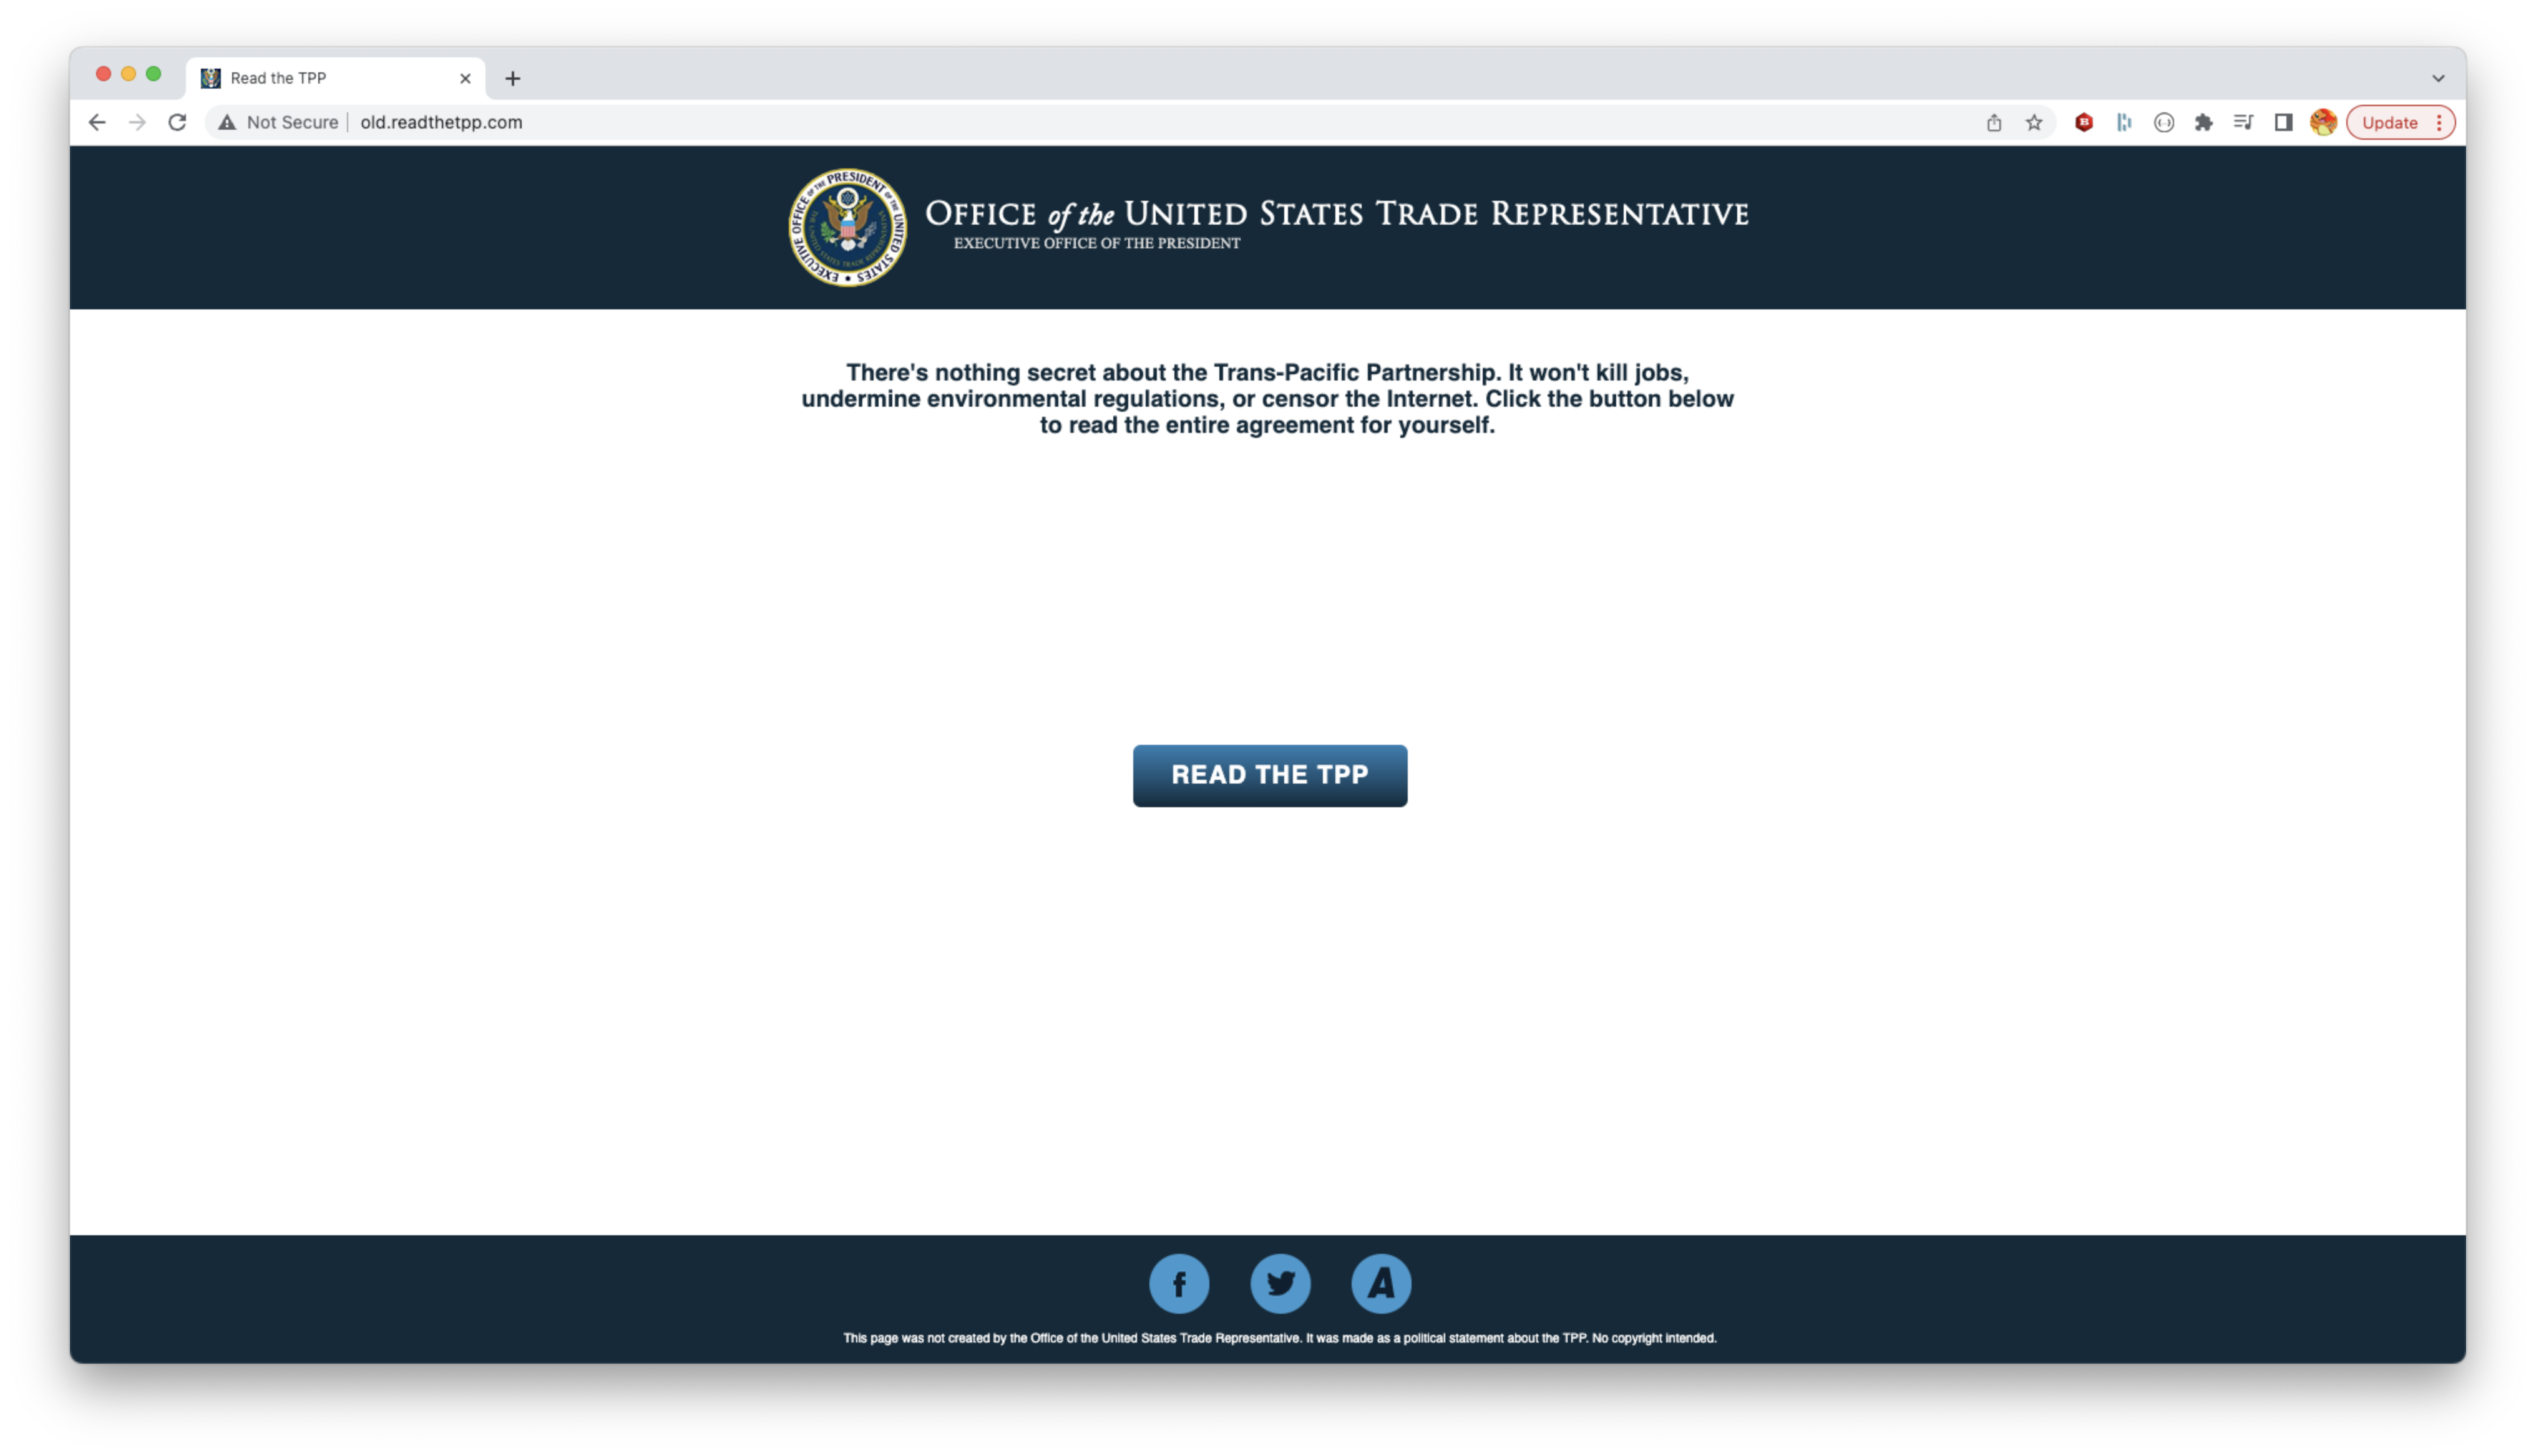 Read the TPP
Not Secure
old.readthetpp.com
Update
EXECUTIVE OFFICE OF THE PRESIDENT OF THE UNITED STATES
OFFICE of the UNITED STATES TRADE REPRESENTATIVE
EXECUTIVE OFFICE OF THE PRESIDENT
There's nothing secret about the Trans-Pacific Partnership. It won't kill jobs,
undermine environmental regulations, or censor the Internet. Click the button below
to read the entire agreement for yourself.
READ THE TPP
f
A
This page was not created by the Office of the United States Trade Representative. It was made as a political statement about the TPP. No copyright intended.